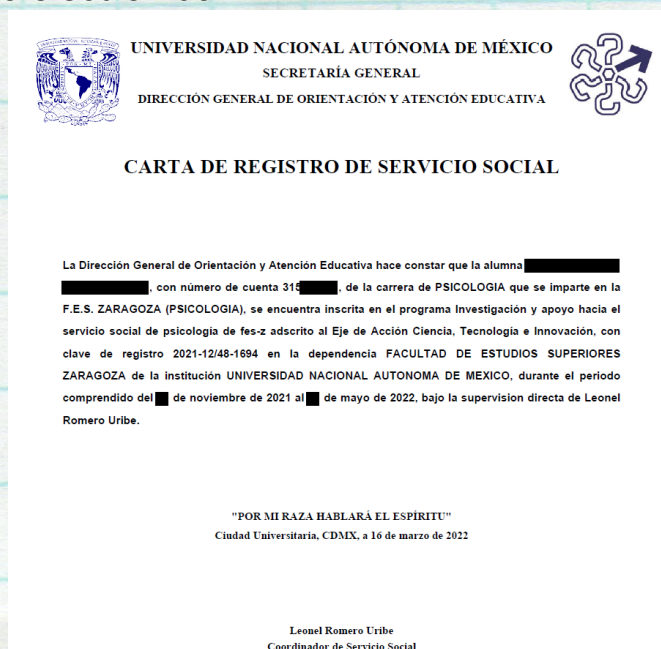 UNIVERSIDAD NACIONAL AUTÓNOMA DE MÉXICO
SECRETARÍA GENERAL
DIRECCIÓN GENERAL DE ORIENTACIÓN Y ATENCIÓN EDUCATIVA
CARTA DE REGISTRO DE SERVICIO SOCIAL
La Dirección General de Orientación y Atención Educativa hace constar que la alumna
, con número de cuenta 315 , de la carrera de PSICOLOGIA que se imparte en la
F.E.S. ZARAGOZA (PSICOLOGIA), se encuentra inscrita en el programa Investigación y apoyo hacia el
servicio social de psicología de fes-z adscrito al Eje de Acción Ciencia, Tecnología e Innovación, con
clave de registro 2021-12/48-1694 en la dependencia FACULTAD DE ESTUDIOS SUPERIORES
ZARAGOZA de la institución UNIVERSIDAD NACIONAL AUTONOMA DE MEXICO, durante el periodo
comprendido del de noviembre de 2021 al de mayo de 2022, bajo la supervision directa de Leonel
Romero Uribe.
"POR MI RAZA HABLARÁ EL ESPÍRITU"
Ciudad Universitaria, CDMX, a 16 de marzo de 2022
Leonel Romero Uribe
Coordinador de Servicio Social